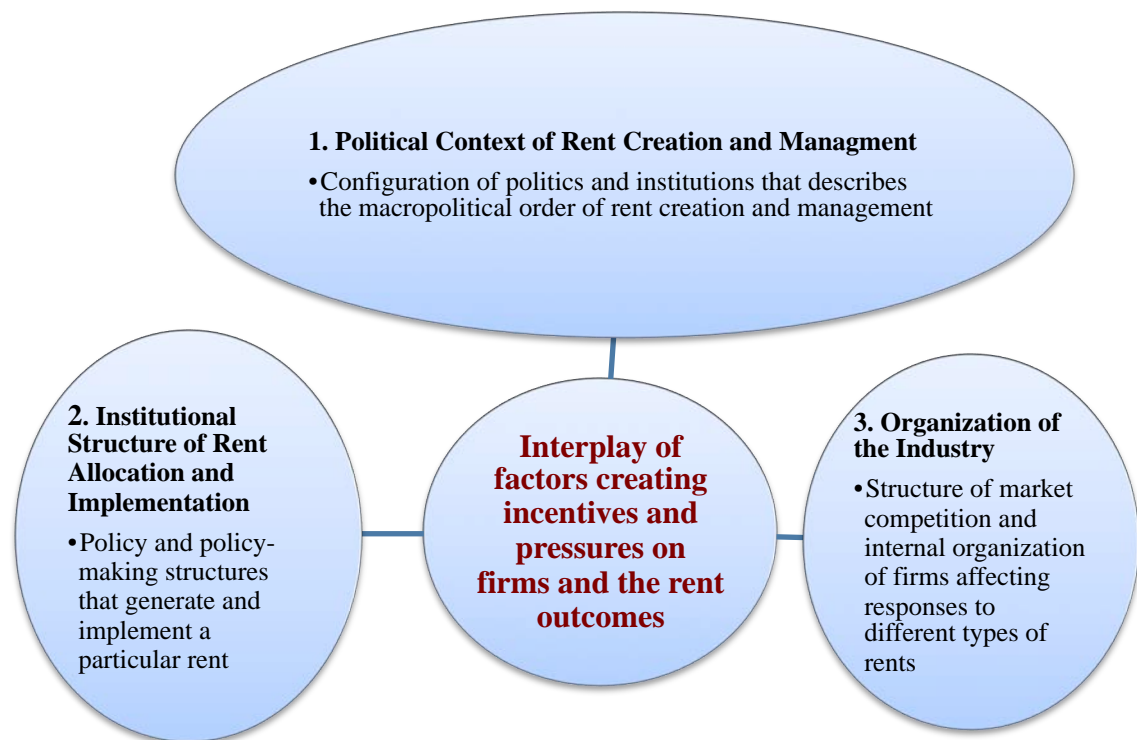 1. Political Context of Rent Creation and Managment
•Configuration of politics and institutions that describes
the macropolitical order of rent creation and management
2. Institutional
Structure of Rent
Allocation and
Implementation
•Policy and policy-
making structures
that generate and
implement a
particular rent
Interplay of
factors creating
incentives and
pressures on
firms and the rent
outcomes
3. Organization of
the Industry
•Structure of market
competition and
internal organization
of firms affecting
responses to
different types of
rents